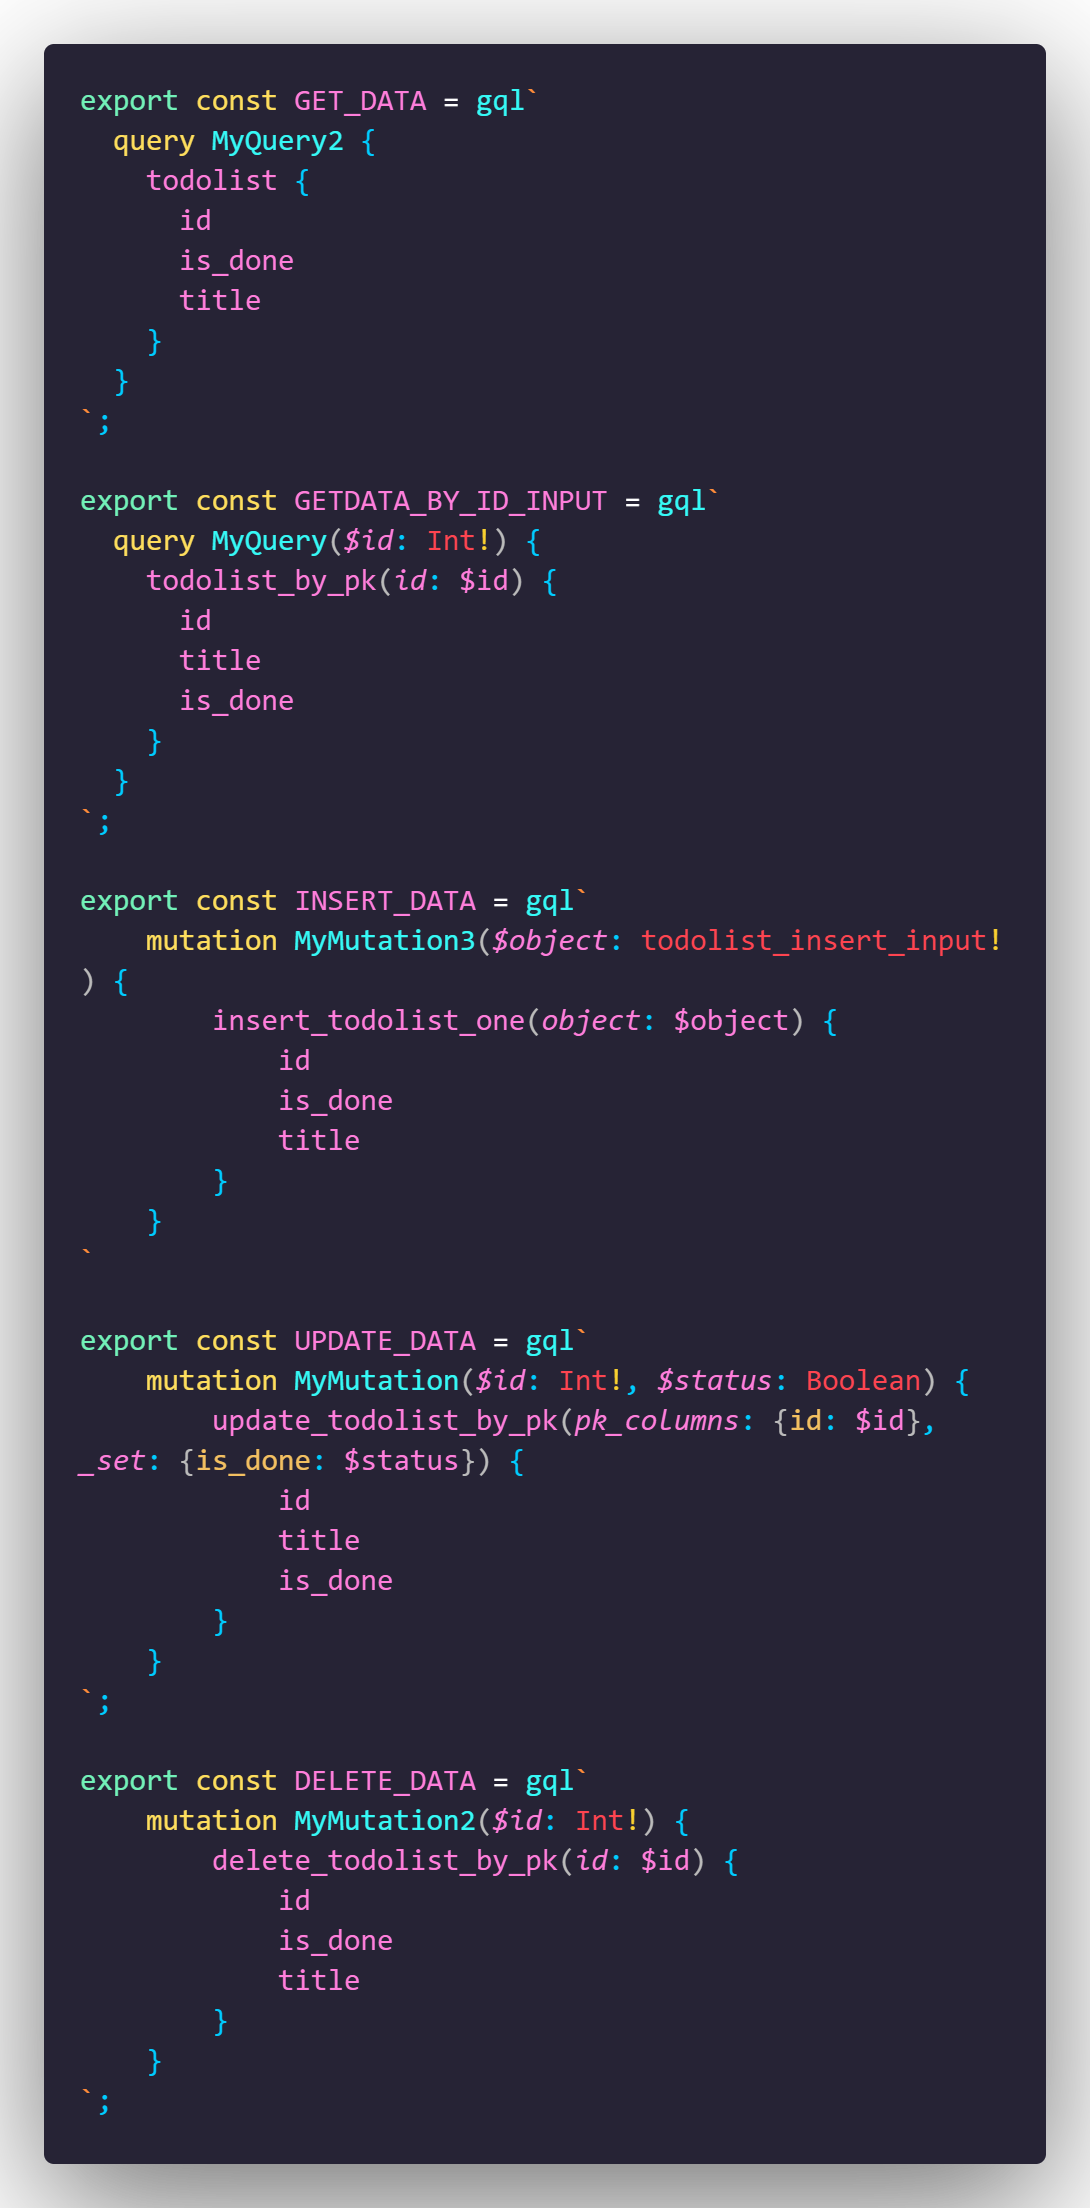 export const GET_DATA = gql`
  query MyQuery2 {
    todolist {
      id
      is_done
      title
    }
  }
`;

export const GETDATA_BY_ID_INPUT = gql`
  query MyQuery($id: Int!) {
    todolist_by_pk(id: $id) {
      id
      title
      is_done
    }
  }
`;

export const INSERT_DATA = gql`
    mutation MyMutation3($object: todolist_insert_input!
) {
        insert_todolist_one(object: $object) {
            id
            is_done
            title
        }
    }
`

export const UPDATE_DATA = gql`
    mutation MyMutation($id: Int!, $status: Boolean) {
        update_todolist_by_pk(pk_columns: {id: $id},
_set: {is_done: $status}) {
            id
            title
            is_done
        }
    }
`;

export const DELETE_DATA = gql`
    mutation MyMutation2($id: Int!) {
        delete_todolist_by_pk(id: $id) {
            id
            is_done
            title
        }
    }
`;